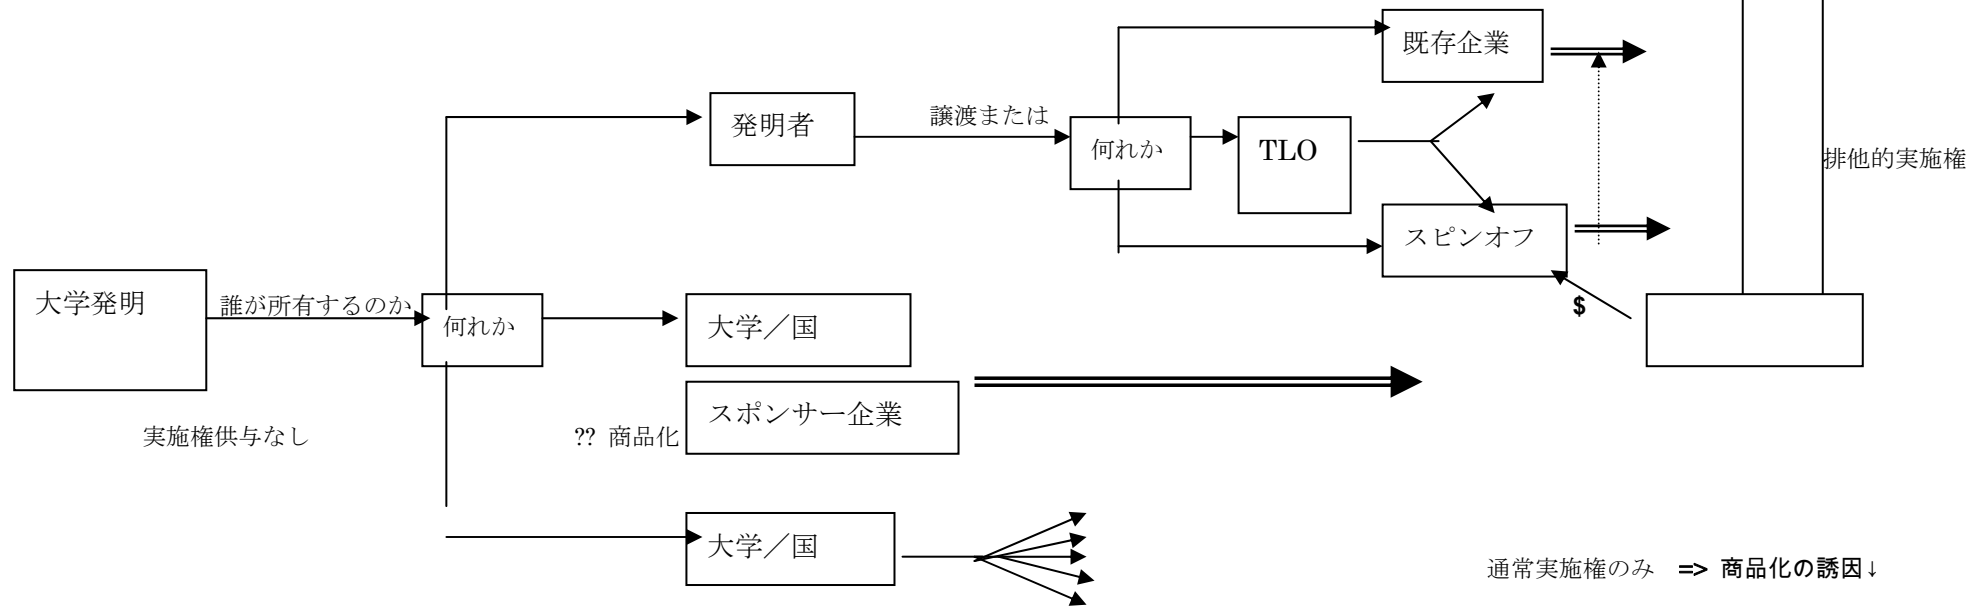 既存企業
発明者
譲渡または
何れか
TLO
排他的実施権
スピンオフ
大学発明
誰が所有するのか
何れか
大学／国
$
スポンサー企業
実施権供与なし
?? 商品化
大学／国
通常実施権のみ => 商品化の誘因↓